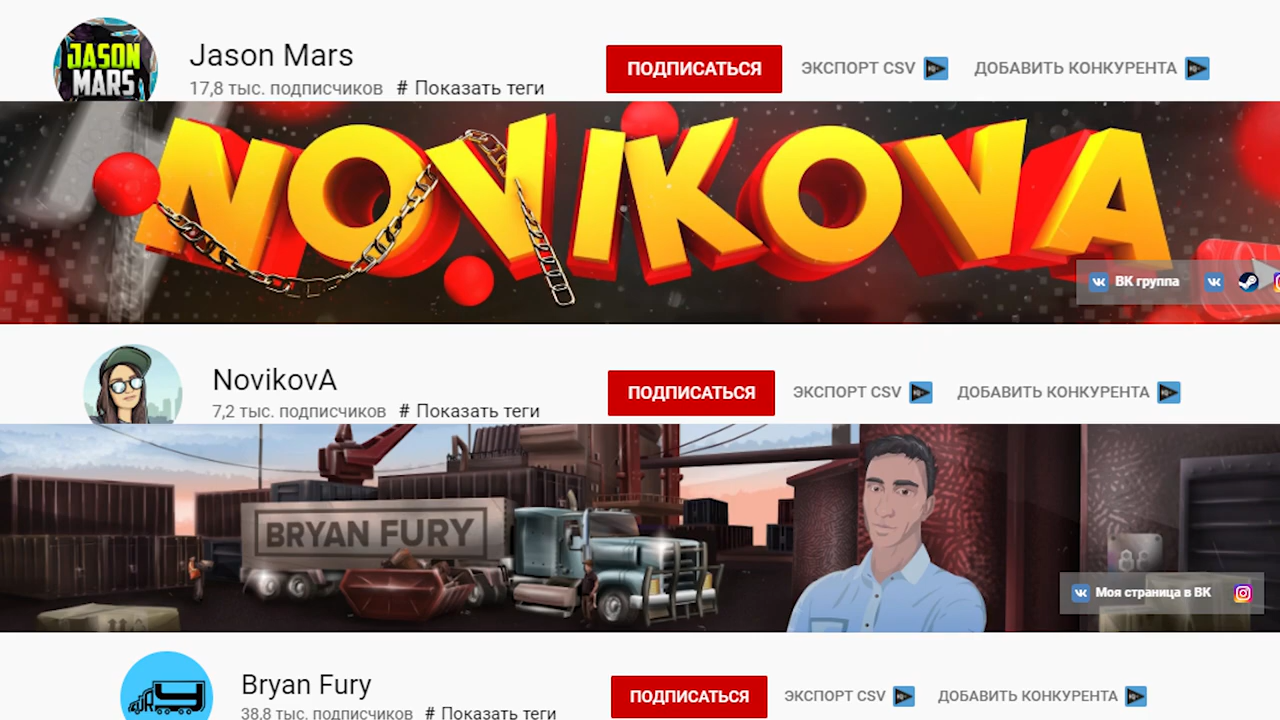 JASON
MARS
Jason Mars
17,8 тыс. подписчиков # Показать теги
ПОДПИСАТЬСЯ
ЭКСПОРТ CSV
ДОБАВИТЬ КОНКУРЕНТА
NOVIKOVA
ВК группа
NovikovA
7,2 тыс. подписчиков # Показать теги
ПОДПИСАТЬСЯ
ЭКСПОРТ CSV
ДОБАВИТЬ КОНКУРЕНТА
BRYAN FURY
88
Моя страница в ВК
Bryan Fury
38,8 тыс. подписчиков # Показать теги
ПОДПИСАТЬСЯ
ЭКСПОРТ CSV
ДОБАВИТЬ КОНКУРЕНТА